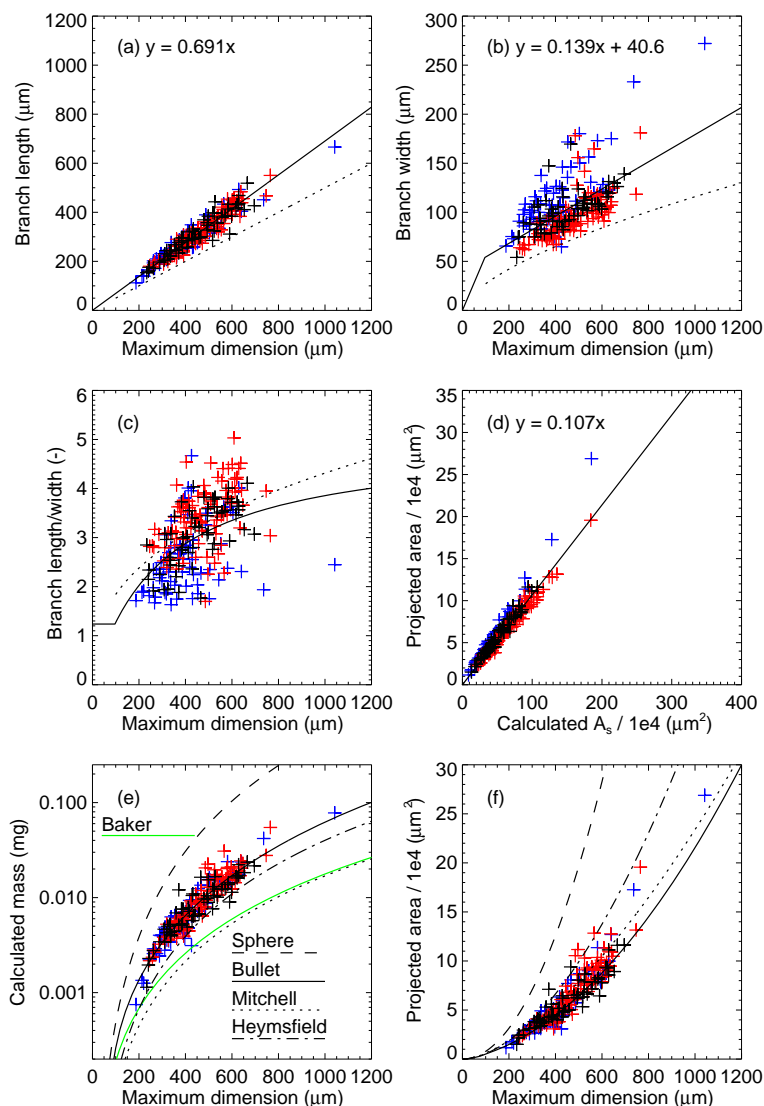 (a) y = 0.691x
Branch length (µm)
1200
1000
800
600
400
200
0
0 200 400 600 800 1000 1200
Maximum dimension (µm)
(b) y = 0.139x + 40.6
Branch width (µm)
300
250
200
150
100
50
0
0 200 400 600 800 1000 1200
Maximum dimension (µm)
(c)
Branch length/width (-)
6
5
4
3
2
1
0
0 200 400 600 800 1000 1200
Maximum dimension (µm)
(d) y = 0.107x
Projected area / 1e4 (µm²)
35
30
25
20
15
10
5
0
0 100 200 300 400
Calculated Aₛ / 1e4 (µm²)
(e)
Baker
Calculated mass (mg)
0.100
0.010
0.001
Sphere
Bullet
Mitchell
Heymsfield
0 200 400 600 800 1000 1200
Maximum dimension (µm)
(f)
Projected area / 1e4 (µm²)
30
25
20
15
10
5
0
0 200 400 600 800 1000 1200
Maximum dimension (µm)